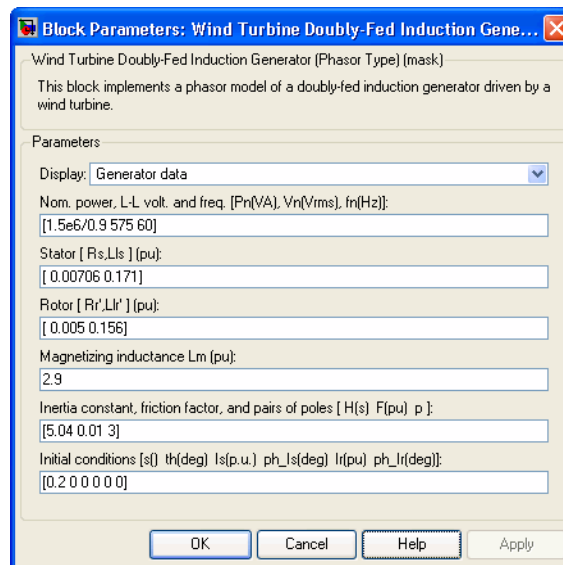 Block Parameters: Wind Turbine Doubly-Fed Induction Gene...
Wind Turbine Doubly-Fed Induction Generator (Phasor Type) (mask)
This block implements a phasor model of a doubly-fed induction generator driven by a
wind turbine.
Parameters
Display: Generator data
Nom. power, L-L volt. and freq. [Pn(VA), Vn(Vrms), fn(Hz)]:
[1.5e6/0.9 575 60]
Stator [ Rs,Lls ] (pu):
[ 0.00706 0.171]
Rotor [ Rr',Llr' ] (pu):
[ 0.005 0.156]
Magnetizing inductance Lm (pu):
2.9
Inertia constant, friction factor, and pairs of poles [ H(s) F(pu) p ]:
[5.04 0.01 3]
Initial conditions [s() th(deg) Is(p.u.) ph_Is(deg) Ir(pu) ph_Ir(deg)]:
[0.2 0 0 0 0 0]
OK Cancel Help Apply